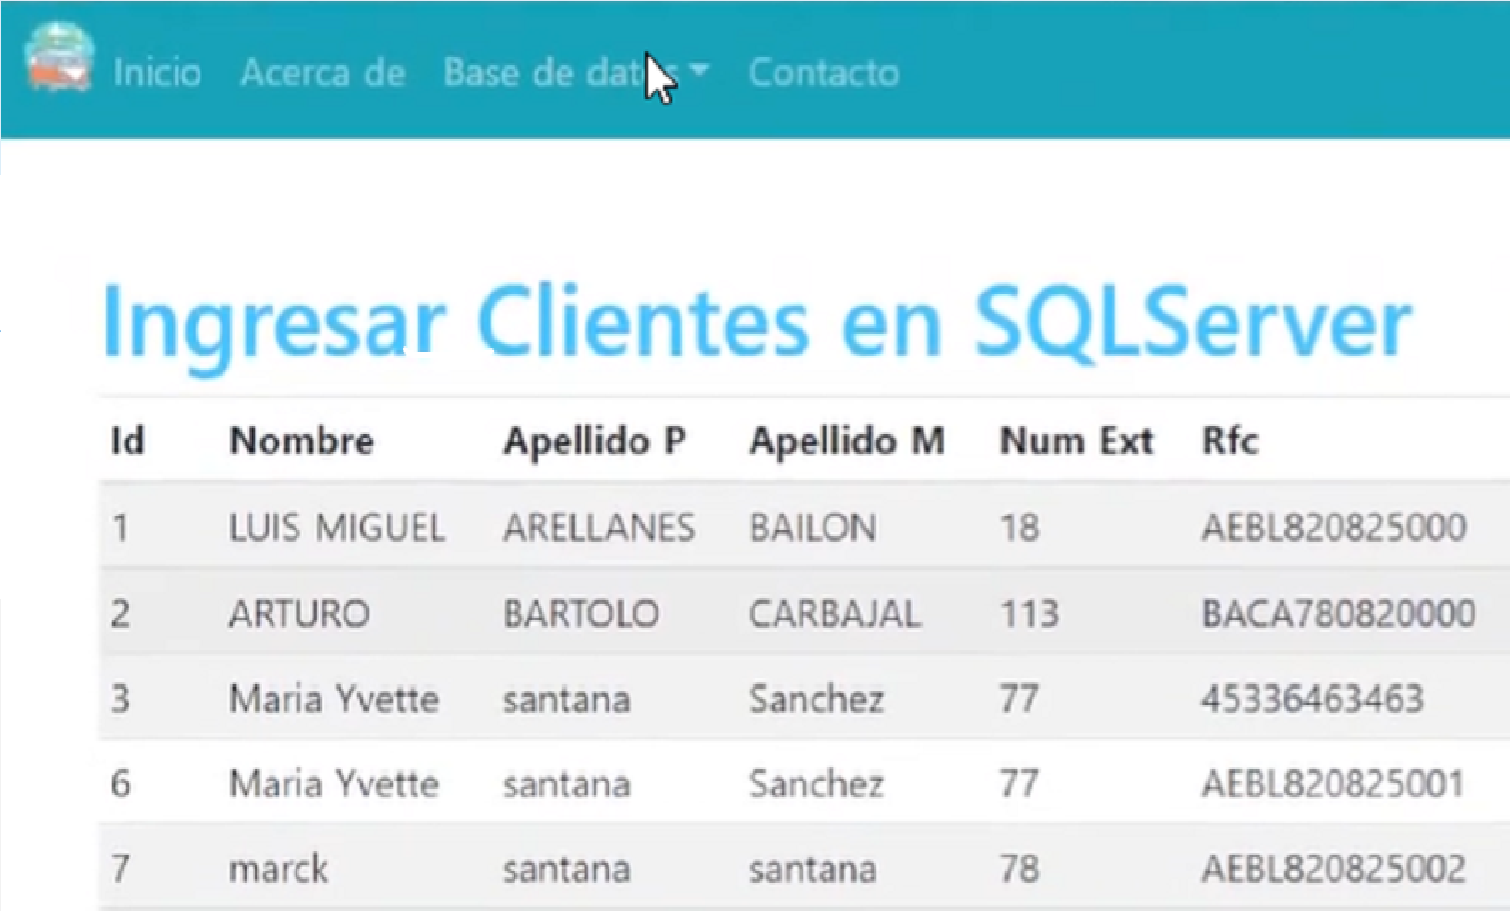 Inicio Acerca de Base de datos Contacto
Ingresar Clientes en SQLServer
Id Nombre Apellido P Apellido M Num Ext Rfc
1 LUIS MIGUEL ARELLANES BAILON 18 AEBL820825000
2 ARTURO BARTOLO CARBAJAL 113 BACA780820000
3 Maria Yvette santana Sanchez 77 45336463463
6 Maria Yvette santana Sanchez 77 AEBL820825001
7 marck santana santana 78 AEBL820825002